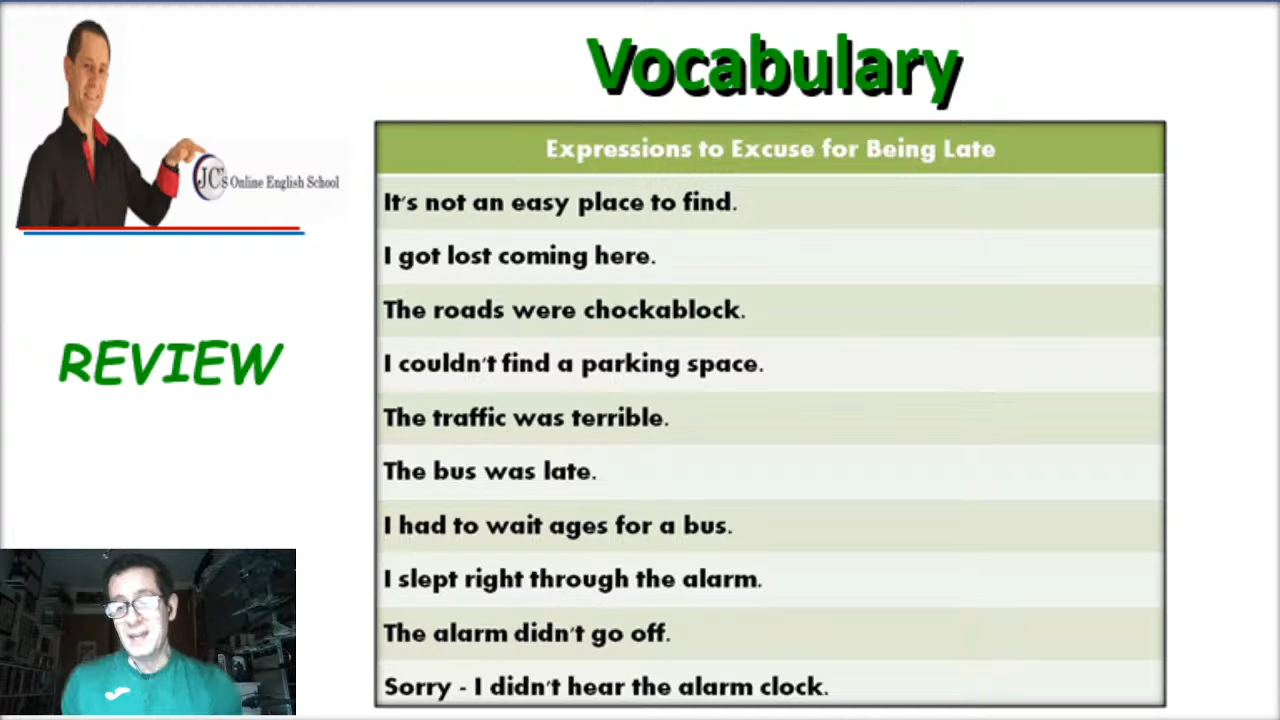 Vocabulary
JC's Online English School
REVIEW
Expressions to Excuse for Being Late
It's not an easy place to find.
I got lost coming here.
The roads were chockablock.
I couldn't find a parking space.
The traffic was terrible.
The bus was late.
I had to wait ages for a bus.
I slept right through the alarm.
The alarm didn't go off.
Sorry - I didn't hear the alarm clock.